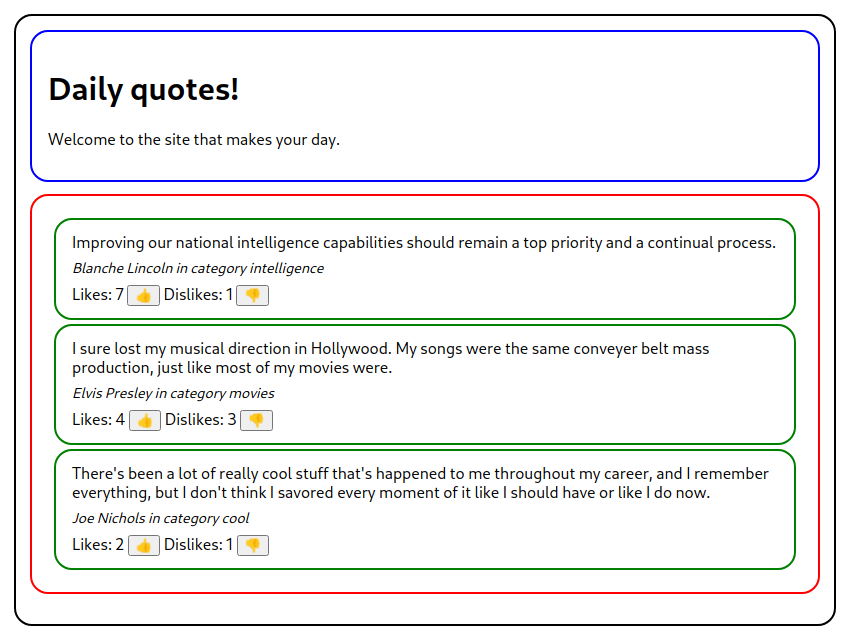 Daily quotes!
Welcome to the site that makes your day.
Improving our national intelligence capabilities should remain a top priority and a continual process.
Blanche Lincoln in category intelligence
Likes: 7 👍 Dislikes: 1 👎
I sure lost my musical direction in Hollywood. My songs were the same conveyer belt mass
production, just like most of my movies were.
Elvis Presley in category movies
Likes: 4 👍 Dislikes: 3 👎
There's been a lot of really cool stuff that's happened to me throughout my career, and I remember
everything, but I don't think I savored every moment of it like I should have or like I do now.
Joe Nichols in category cool
Likes: 2 👍 Dislikes: 1 👎